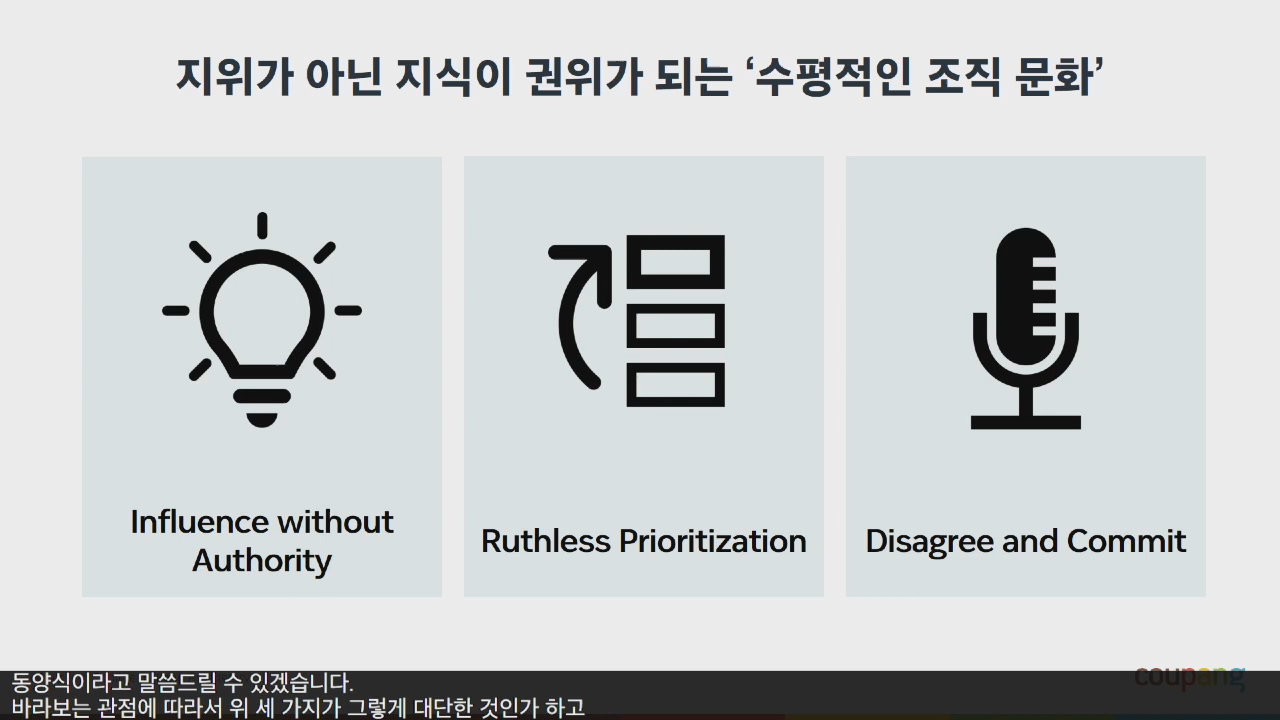 지위가 아닌 지식이 권위가 되는 ‘수평적인 조직 문화’
Influence without
Authority
Ruthless Prioritization
Disagree and Commit
coupang
동양식이라고 말씀드릴 수 있겠습니다.
바라보는 관점에 따라서 위 세 가지가 그렇게 대단한 것인가 하고